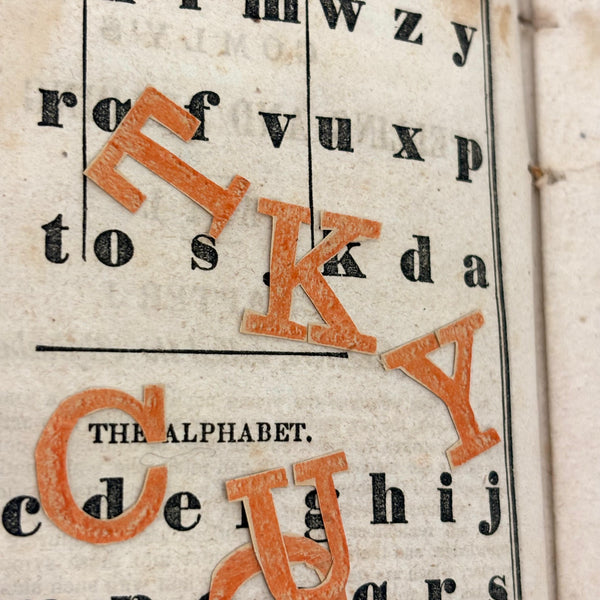 m w z y
r f v u x p
T
t o s k d a
K
Y
THE ALPHABET.
C
c d e g h i j
U
q r s